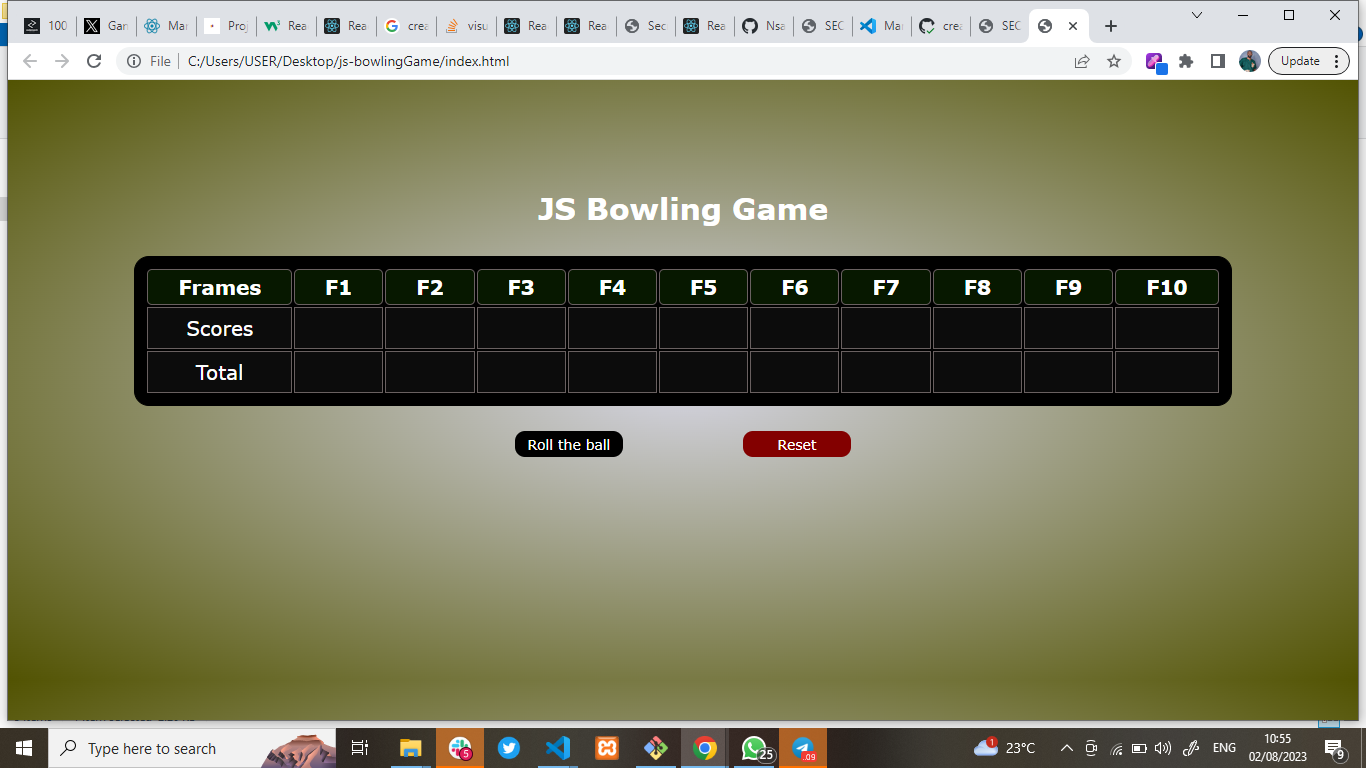 100 Gan Mar Proj Rea Rea crea visu Rea Rea Sec Rea Nsa SEC Mar crea SEC
File C:/Users/USER/Desktop/js-bowlingGame/index.html Update
JS Bowling Game
Frames F1 F2 F3 F4 F5 F6 F7 F8 F9 F10
Scores
Total
Roll the ball Reset
Type here to search 5 25 .09 1 23°C ENG 10:55 9
02/08/2023